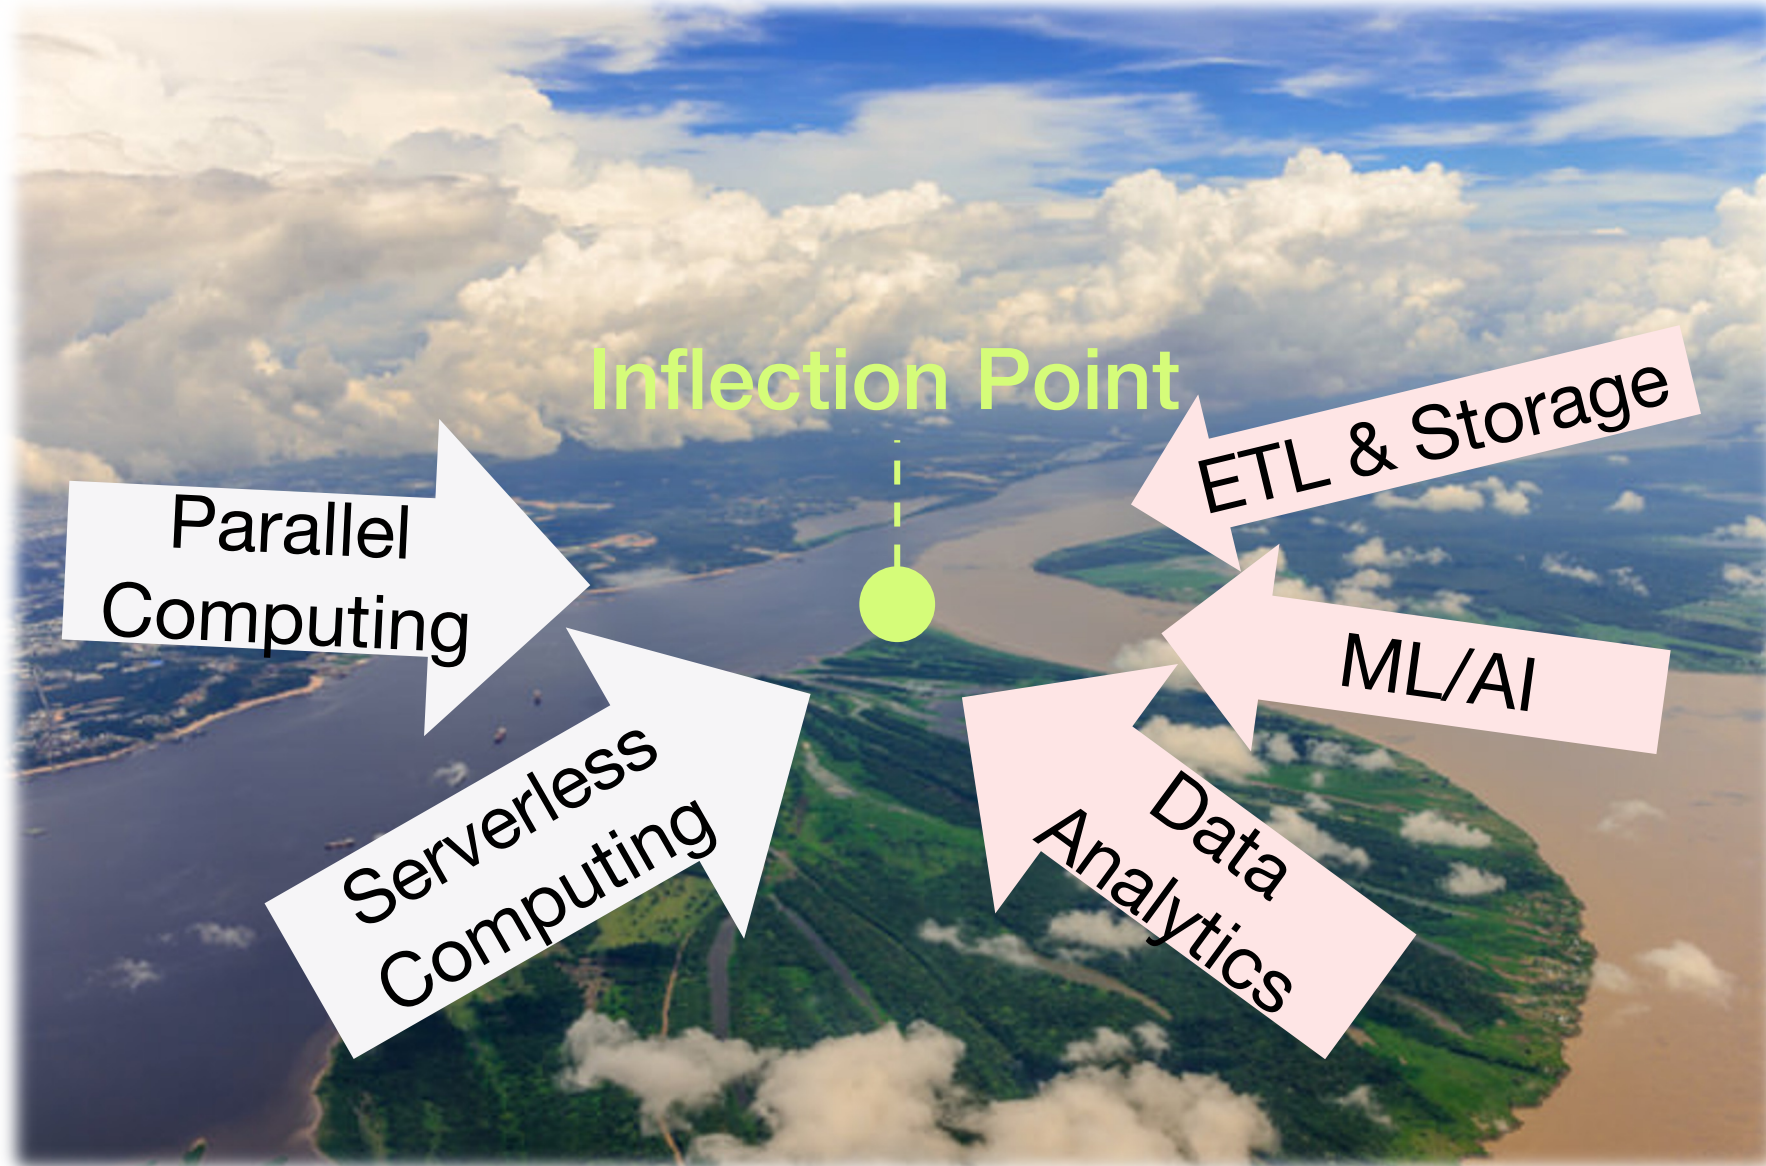 Inflection Point
Parallel
Computing
Serverless
Computing
ETL & Storage
ML/AI
Data
Analytics